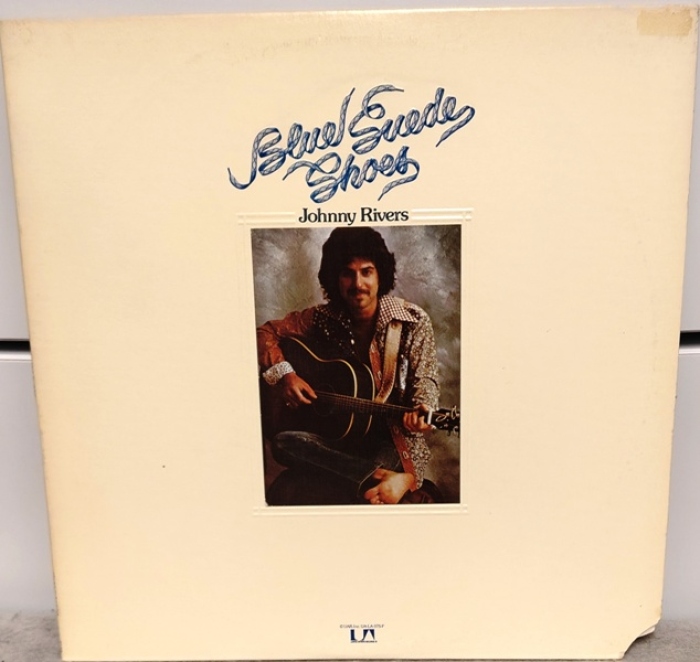 Blue Suede
Shoes
Johnny Rivers
UA